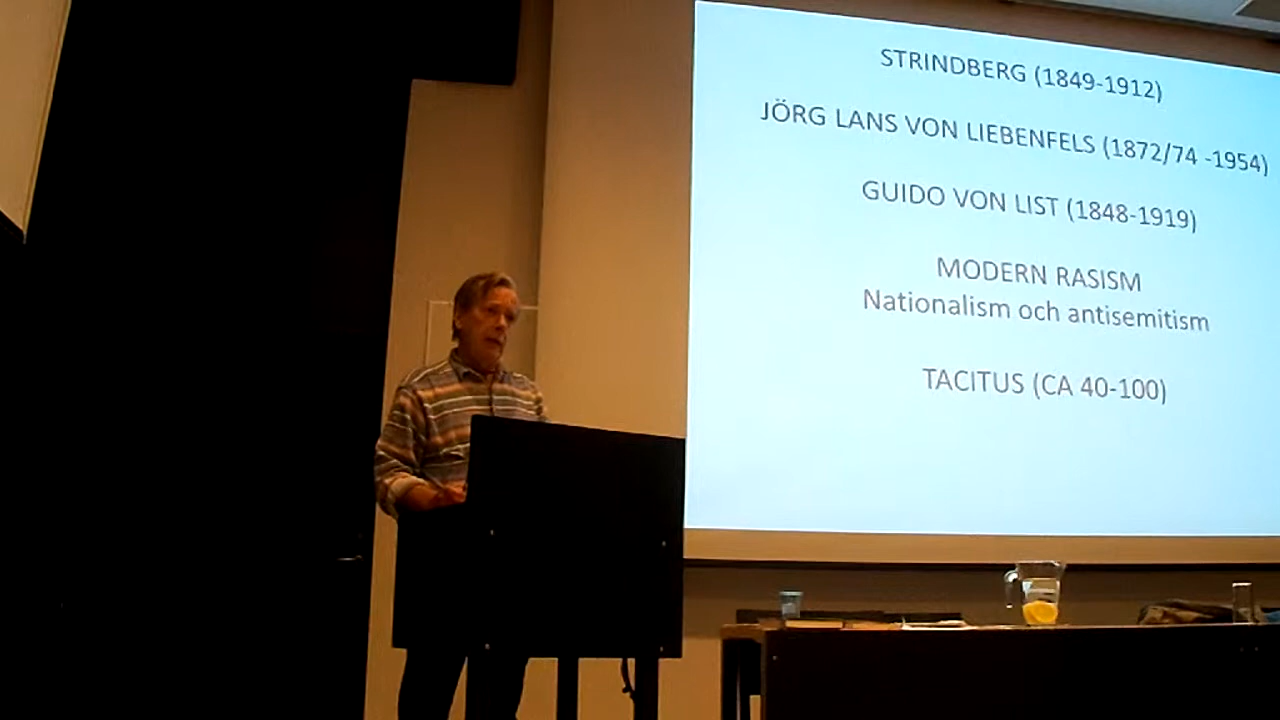 STRINDBERG (1849-1912)
JÖRG LANS VON LIEBENFELS (1872/74 -1954)
GUIDO VON LIST (1848-1919)
MODERN RASISM
Nationalism och antisemitism
TACITUS (CA 40-100)